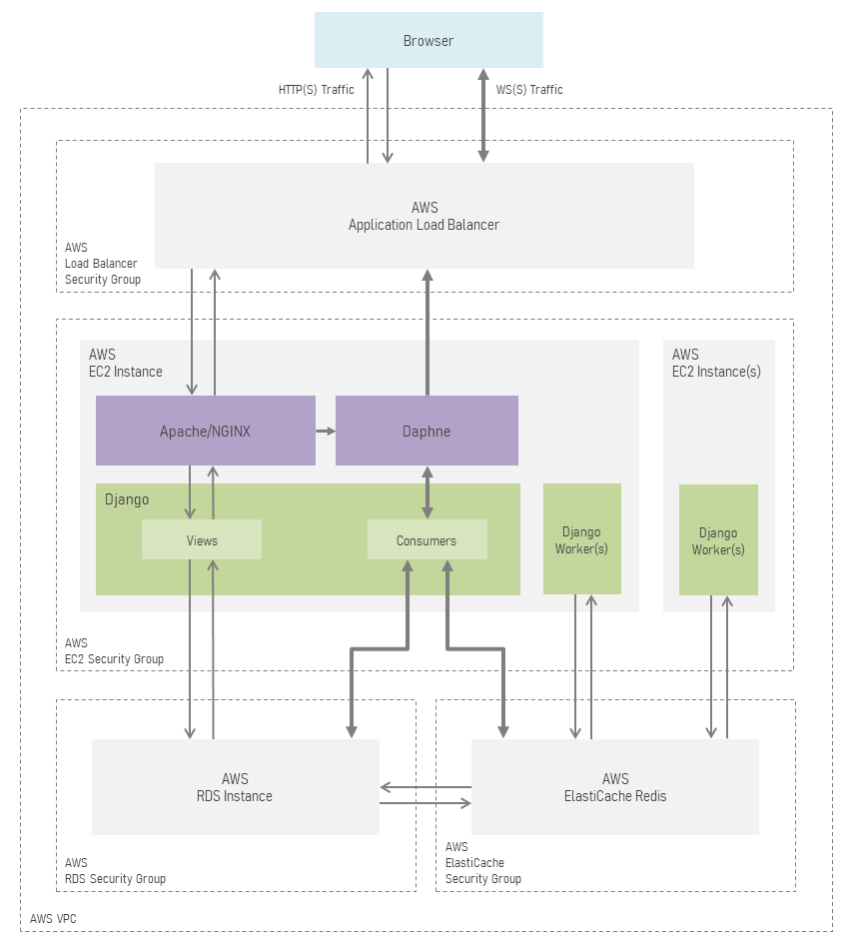 Browser
HTTP(S) Traffic
WS(S) Traffic
AWS
Application Load Balancer
AWS
Load Balancer
Security Group
AWS
EC2 Instance
AWS
EC2 Instance(s)
Apache/NGINX
Daphne
Django
Views
Consumers
Django
Worker(s)
Django
Worker(s)
AWS
EC2 Security Group
AWS
RDS Instance
AWS
ElastiCache Redis
AWS
RDS Security Group
AWS
ElastiCache
Security Group
AWS VPC